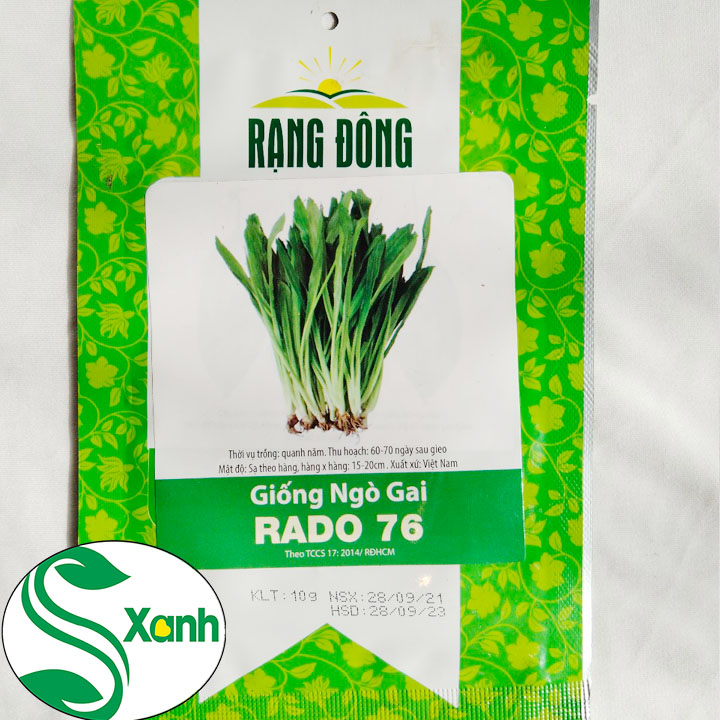 RẠNG ĐÔNG
Thời vụ trồng: quanh năm. Thu hoạch: 60-70 ngày sau gieo
Mật độ: Sạ theo hàng, hàng x hàng: 15-20cm . Xuất xứ: Việt Nam
Giống Ngò Gai
RADO 76
Theo TCCS 17: 2014/ RĐHCM
KLT:10g NSX:28/09/21
HSD:28/09/23
Xanh